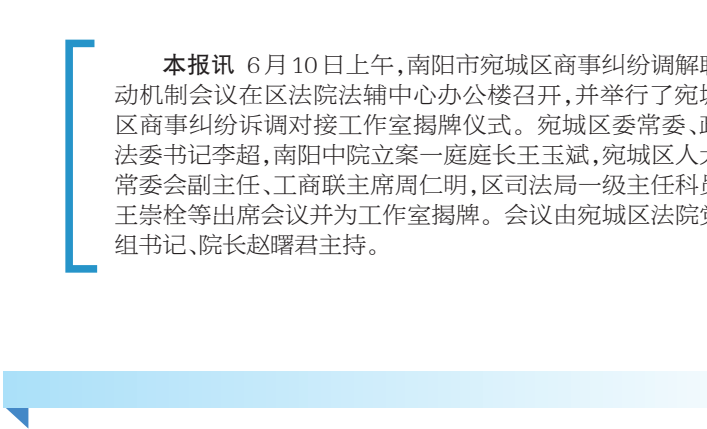 本报讯 6月10日上午,南阳市宛城区商事纠纷调解联
动机制会议在区法院法辅中心办公楼召开,并举行了宛城
区商事纠纷诉调对接工作室揭牌仪式。宛城区委常委、政
法委书记李超,南阳中院立案一庭庭长王玉斌,宛城区人大
常委会副主任、工商联主席周仁明,区司法局一级主任科员
王崇栓等出席会议并为工作室揭牌。会议由宛城区法院党
组书记、院长赵曙君主持。